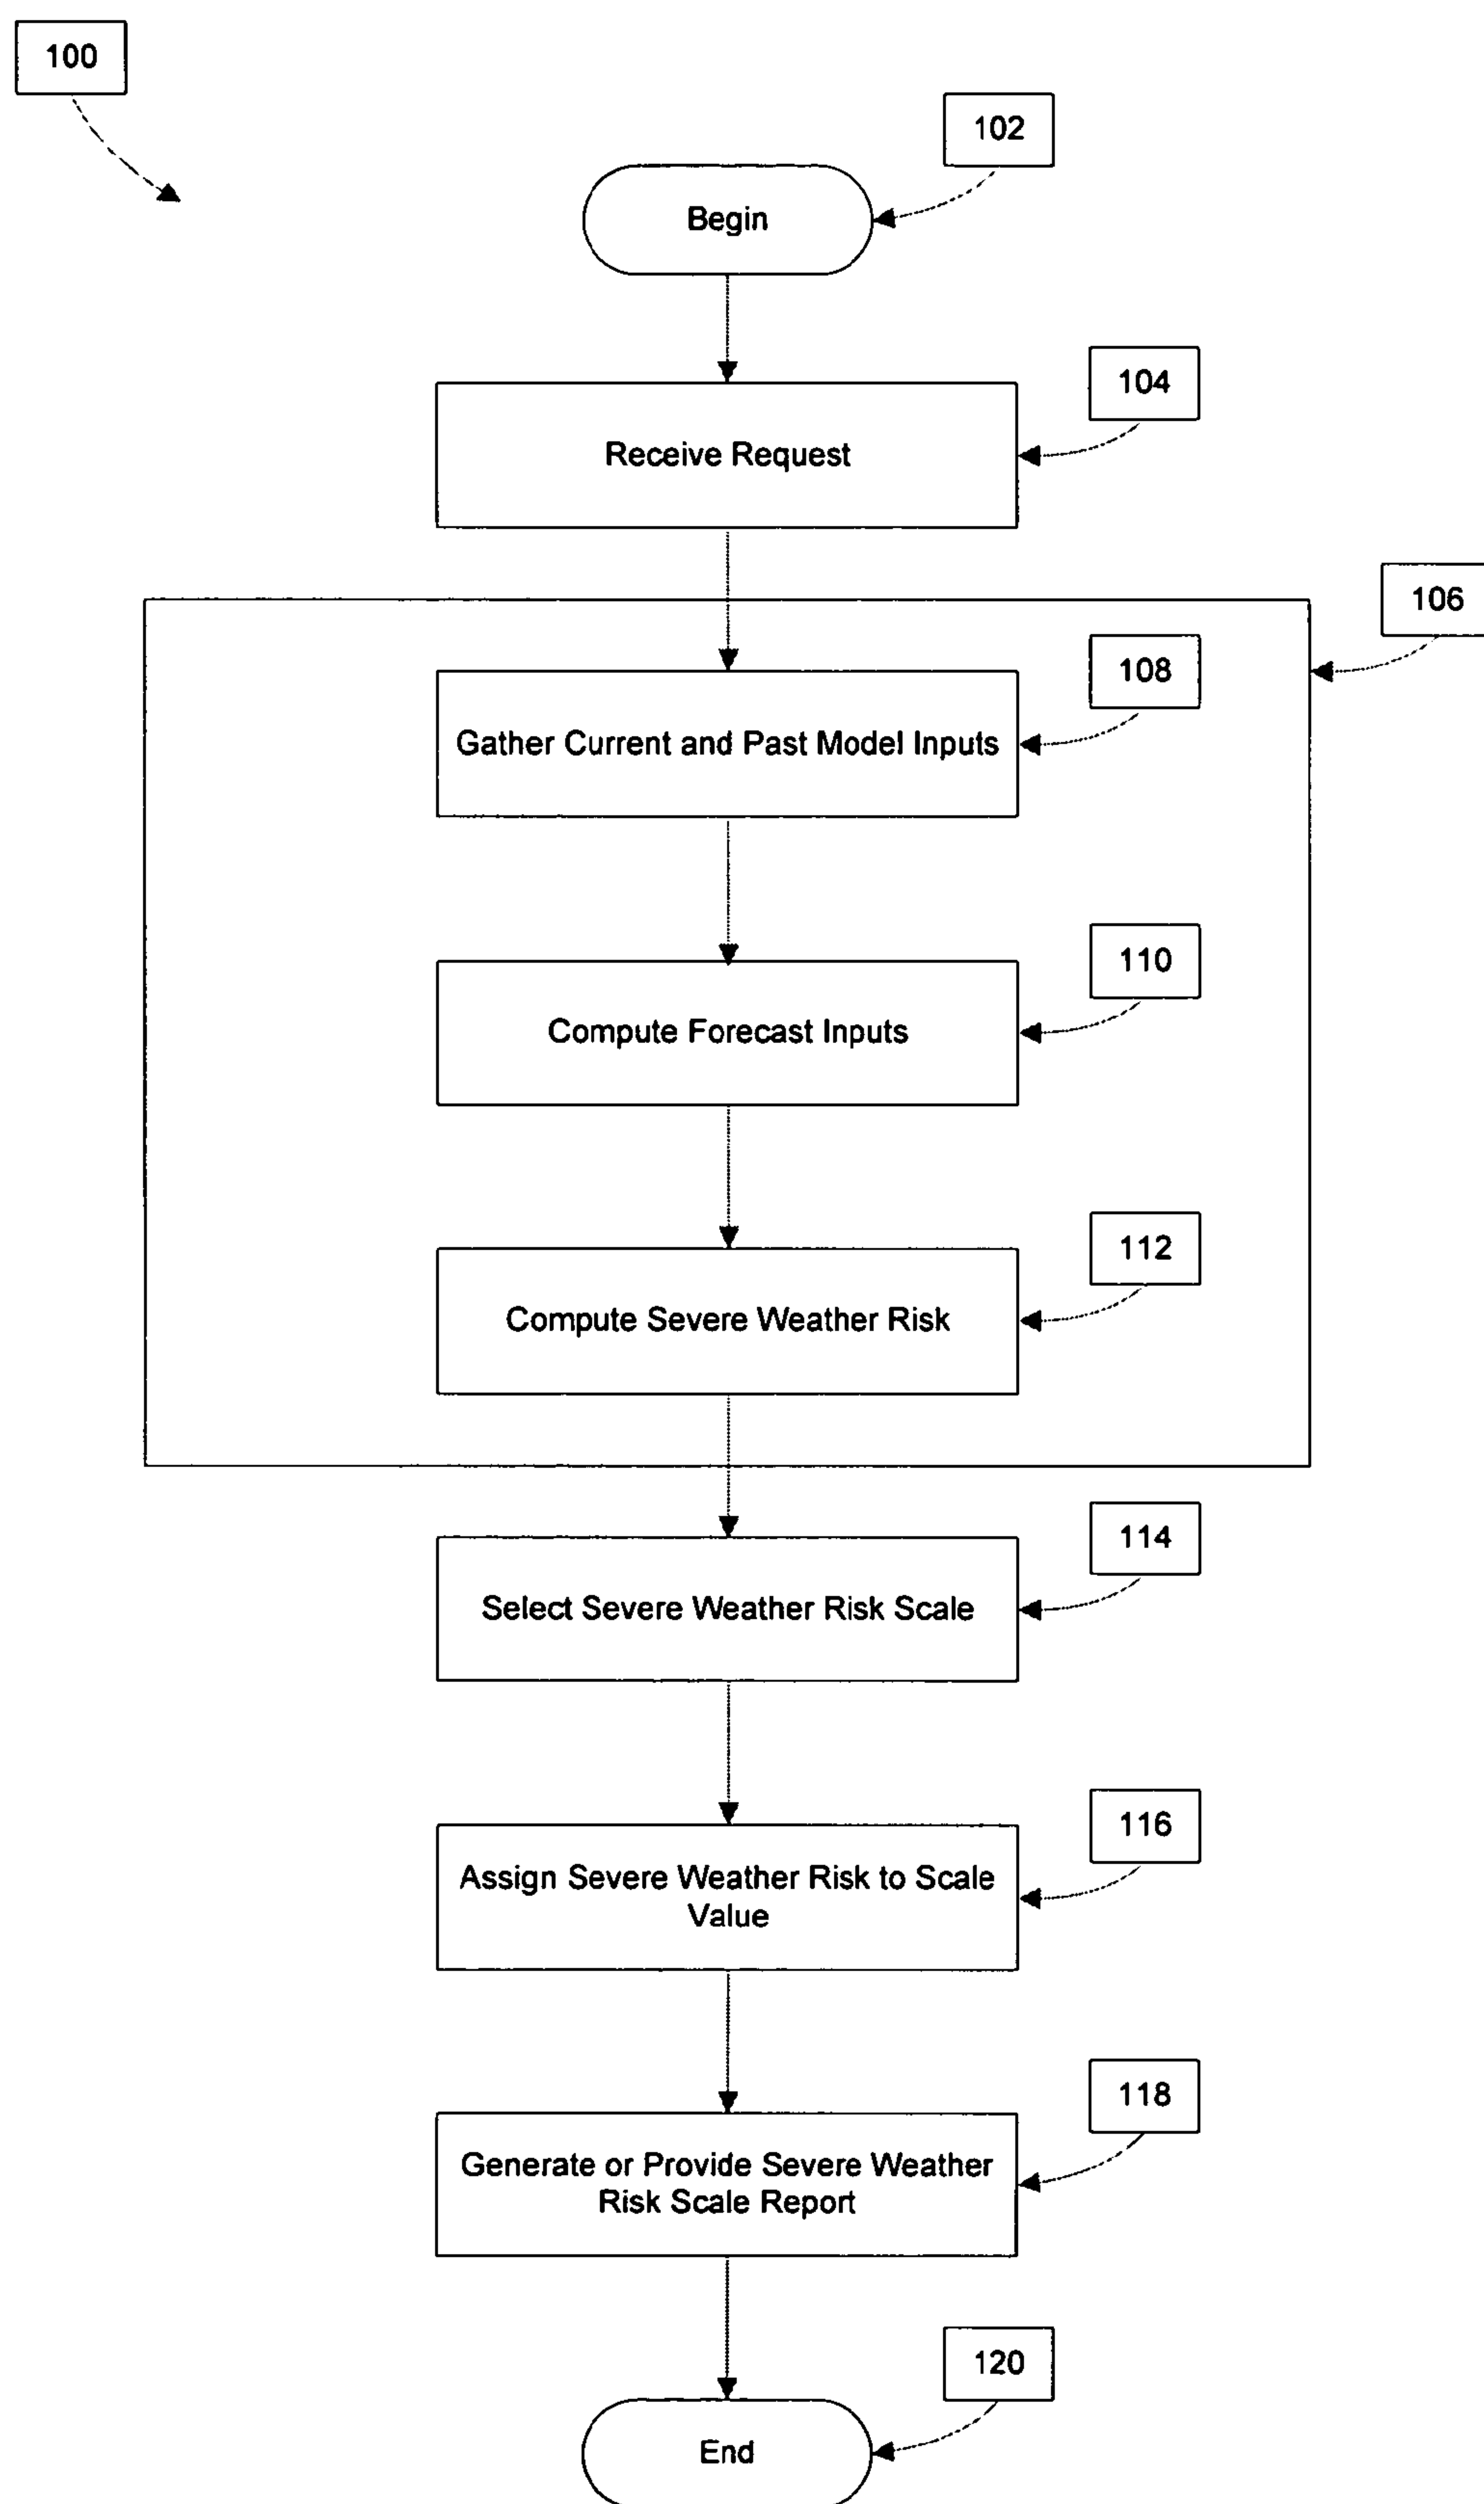 100
102
Begin
104
Receive Request
106
108
Gather Current and Past Model Inputs
110
Compute Forecast Inputs
112
Compute Severe Weather Risk
114
Select Severe Weather Risk Scale
116
Assign Severe Weather Risk to Scale
Value
118
Generate or Provide Severe Weather
Risk Scale Report
120
End